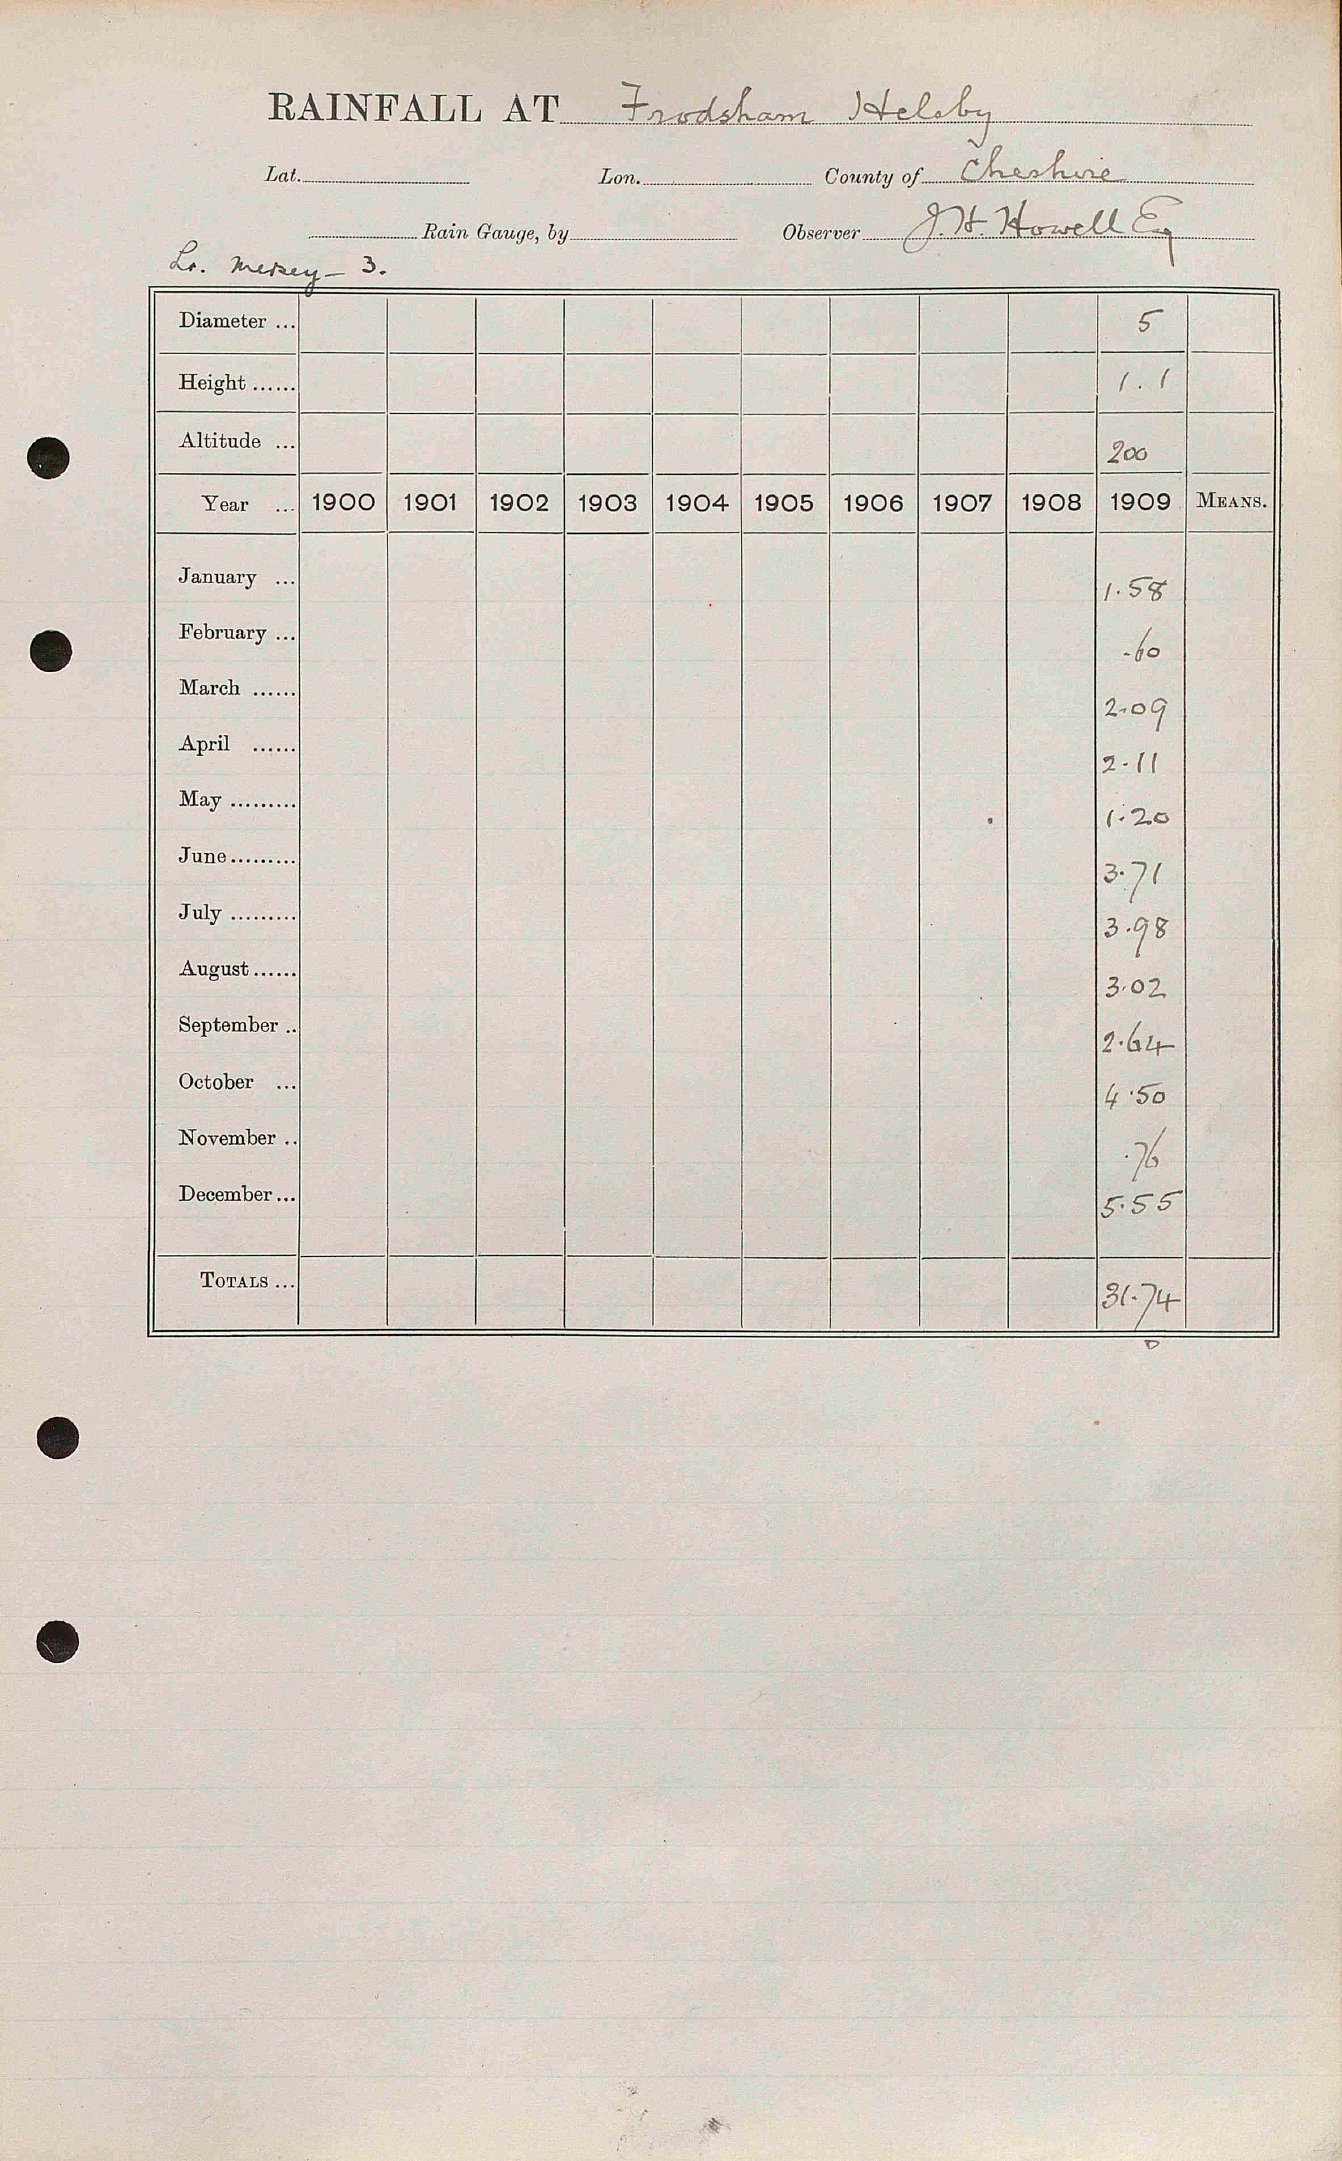 RAINFALL AT Frodsham Helsby
Lat. Lon. County of Cheshire
Rain Gauge, by Observer J. H. Howell Esq
Lr. Mersey – 3.
Diameter ... 5
Height ...... 1.1
Altitude ... 200
Year ... 1900 1901 1902 1903 1904 1905 1906 1907 1908 1909 MEANS.
January ... 1.58
February ... .60
March ...... 2.09
April ...... 2.11
May ......... 1.20
June ......... 3.71
July ......... 3.98
August ...... 3.02
September .. 2.64
October ... 4.50
November .. .76
December ... 5.55
TOTALS ... 31.74